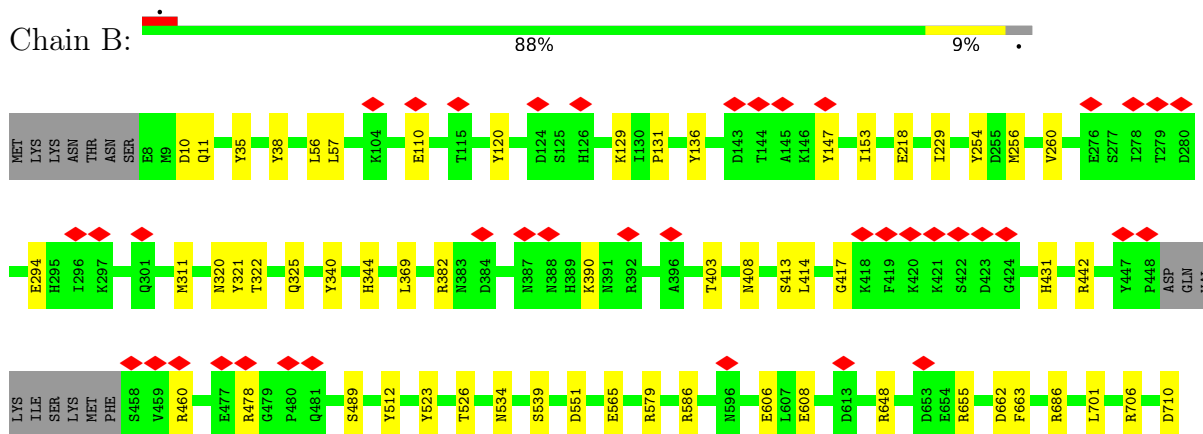 Chain B:
88% 9%
MET LYS LYS ASN THR ASN SER E8 M9 D10 Q11 Y35 Y38 L56 L57 K104 E110 T115 Y120 D124 S125 H126 K129 I130 P131 Y136 D143 T144 A145 K146 Y147 I153 E218 I229 Y254 D255 M256 V260 E276 S277 I278 T279 D280
E294 H295 I296 K297 Q301 M311 N320 Y321 T322 Q325 Y340 H344 L369 R382 N383 D384 N387 N388 H389 K390 N391 R392 A396 T403 N408 S413 L414 G417 K418 F419 K420 K421 S422 D423 G424 H431 R442 Y447 P448 ASP GLN
LYS ILE SER LYS MET PHE S458 V459 R460 E477 R478 G479 P480 Q481 S489 Y512 Y523 T526 N534 S539 D551 E565 R579 R586 N596 E606 L607 E608 D613 R648 D653 E654 R655 D662 F663 R686 L701 R706 D710